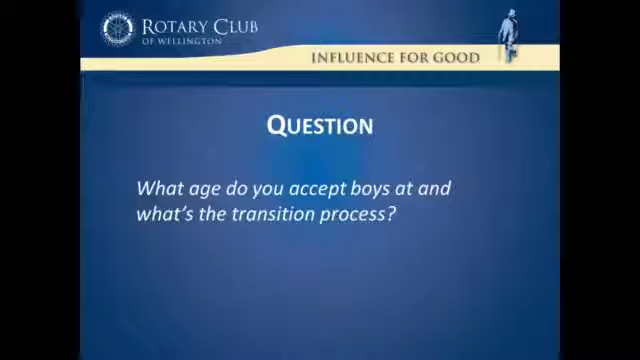 ROTARY CLUB
OF WELLINGTON
INFLUENCE FOR GOOD
QUESTION
What age do you accept boys at and
what's the transition process?